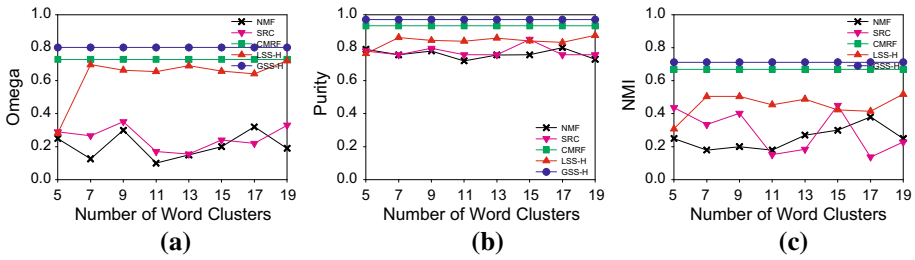 1.0
0.8
0.6
0.4
0.2
0.0
Omega
NMF
SRC
CMRF
LSS-H
GSS-H
5 7 9 11 13 15 17 19
Number of Word Clusters
(a)
1.0
0.8
0.6
0.4
0.2
0.0
Purity
NMF
SRC
CMRF
LSS-H
GSS-H
5 7 9 11 13 15 17 19
Number of Word Clusters
(b)
1.0
0.8
0.6
0.4
0.2
0.0
NMI
NMF
SRC
CMRF
LSS-H
GSS-H
5 7 9 11 13 15 17 19
Number of Word Clusters
(c)